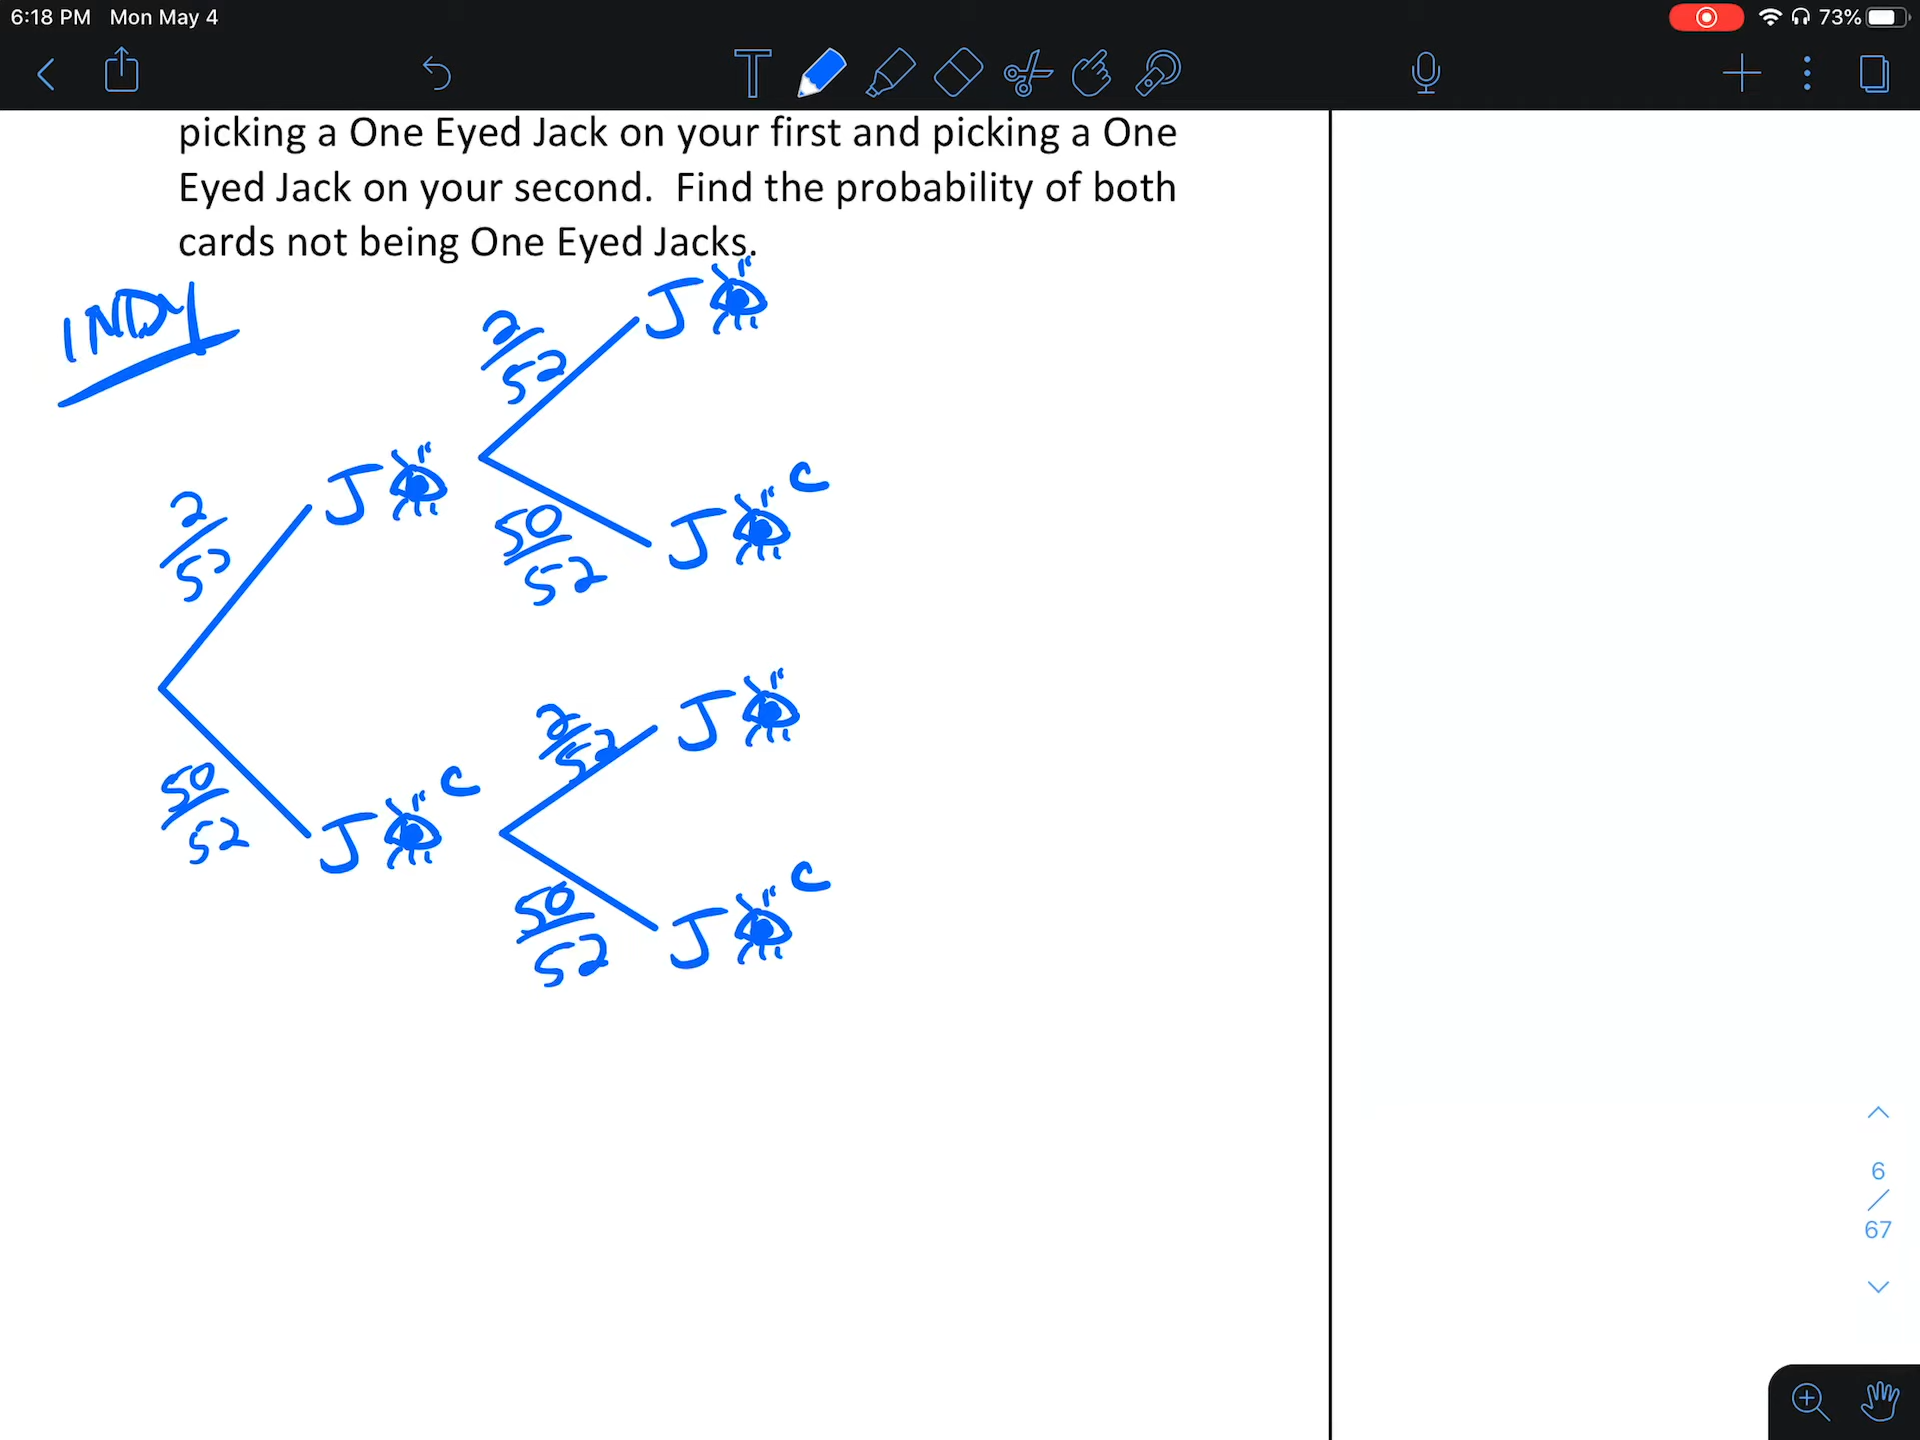 6:18 PM Mon May 4
73%
T
picking a One Eyed Jack on your first and picking a One
Eyed Jack on your second. Find the probability of both
cards not being One Eyed Jacks.
INDY
2/52
J
2/52
J
50/52
J C
50/52
J C
2/52
J
50/52
J C
6
/
67